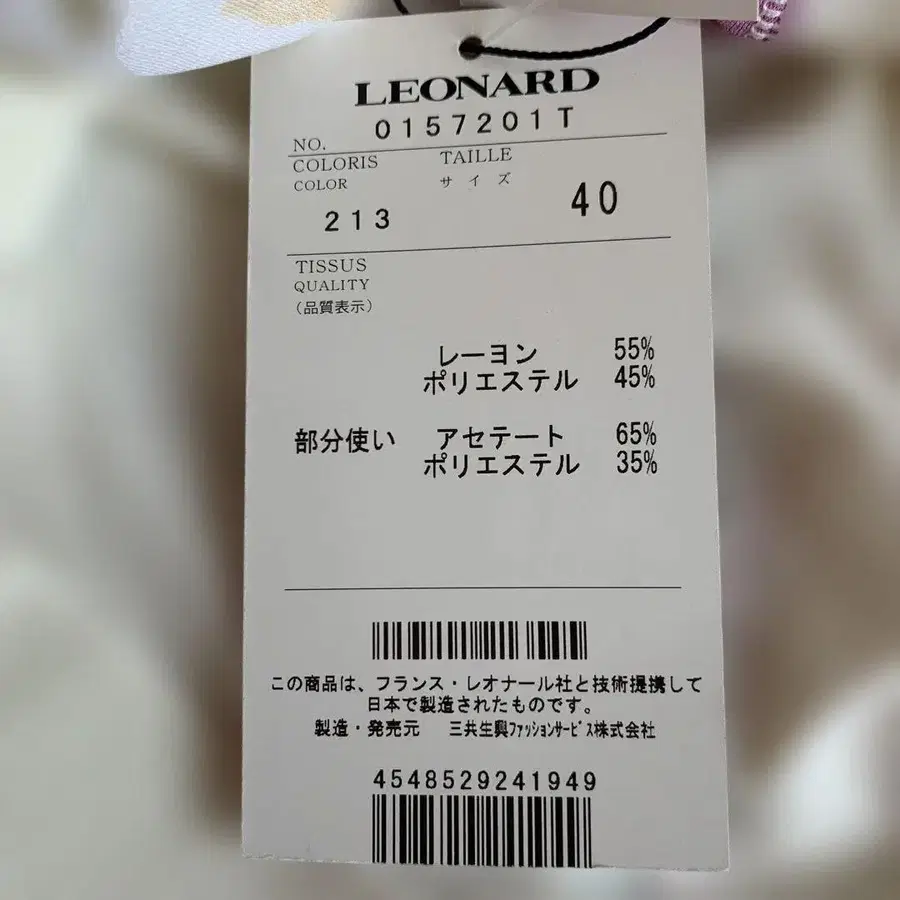 LEONARD
NO. 0157201T
COLORIS TAILLE
COLOR サイズ
213 40
TISSUS
QUALITY
（品質表示）
レーヨン 55%
ポリエステル 45%
部分使い アセテート 65%
ポリエステル 35%
この商品は、フランス・レオナール社と技術提携して
日本で製造されたものです。
製造・発売元 三共生興ﾌｧｯｼｮﾝｻｰﾋﾞｽ株式会社
4548529241949